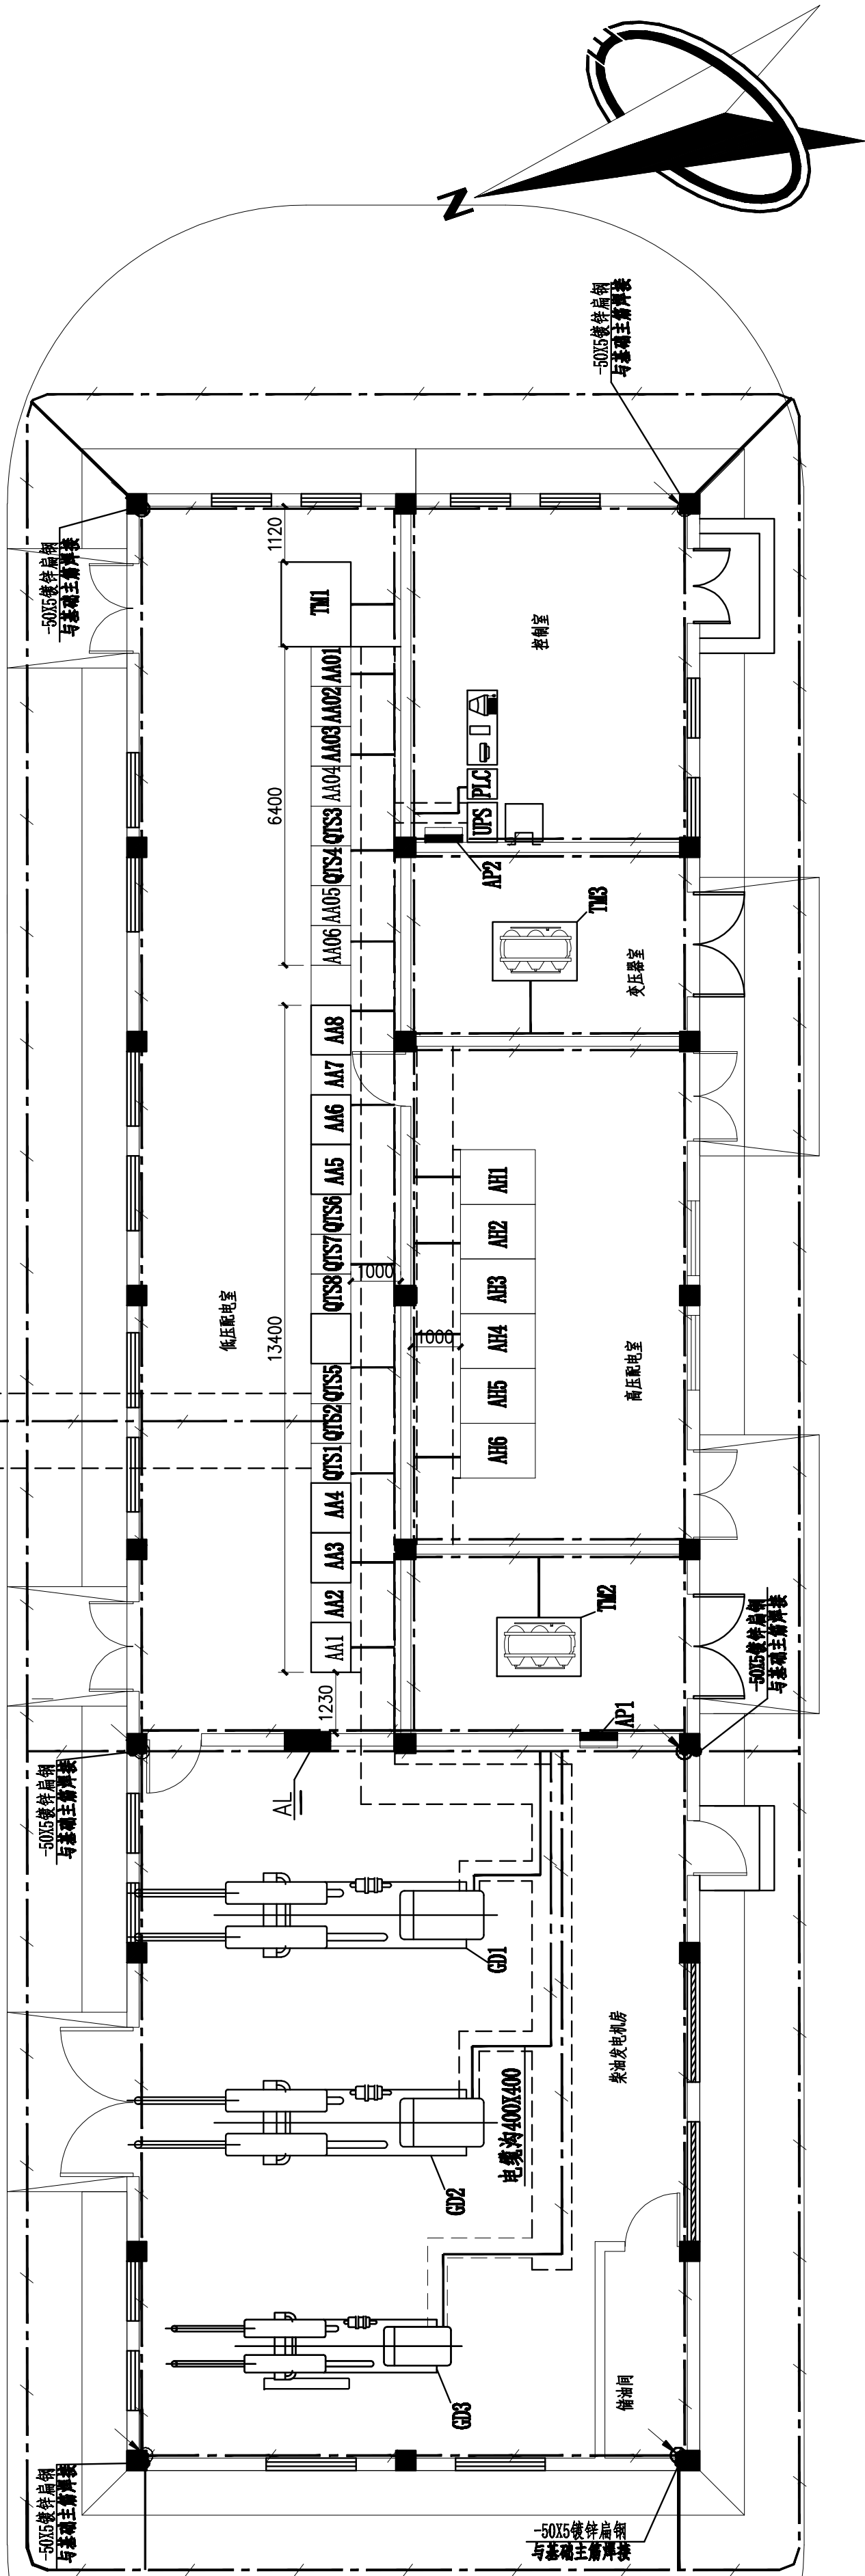 N
-50X5镀锌扁钢
与基础主筋焊接
-50X5镀锌扁钢
与基础主筋焊接
1120
TM1
控制室
AA01
AA02
AA03
AA04
QTS3
QTS4
AA05
AA06
6400
PLC
UPS
AP2
TM3
变压器室
AA8
AA7
AA6
AA5
QTS6
QTS7
QTS8
QTS5
QTS2
QTS1
AA4
AA3
AA2
AA1
13400
1000
低压配电室
AH1
AH2
AH3
AH4
AH5
AH6
1000
高压配电室
TM2
1230
AP1
AL
-50X5镀锌扁钢
与基础主筋焊接
-50X5镀锌扁钢
与基础主筋焊接
GD1
柴油发电机房
电缆沟400X400
GD2
GD3
储油间
-50X5镀锌扁钢
与基础主筋焊接
-50X5镀锌扁钢
与基础主筋焊接